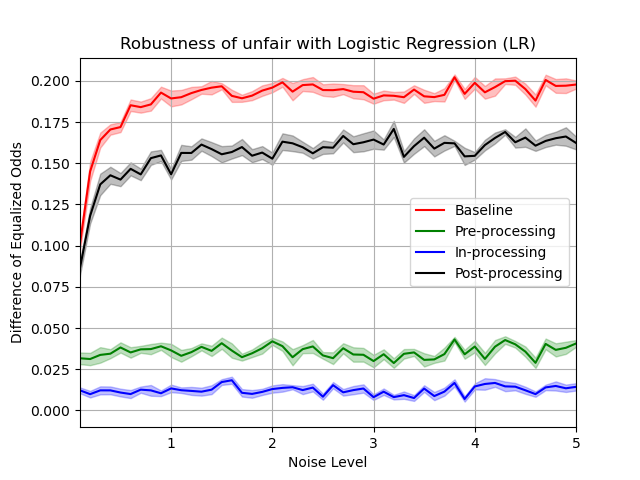 Robustness of unfair with Logistic Regression (LR)
Difference of Equalized Odds
0.200
0.175
0.150
0.125
0.100
0.075
0.050
0.025
0.000
Baseline
Pre-processing
In-processing
Post-processing
1 2 3 4 5
Noise Level